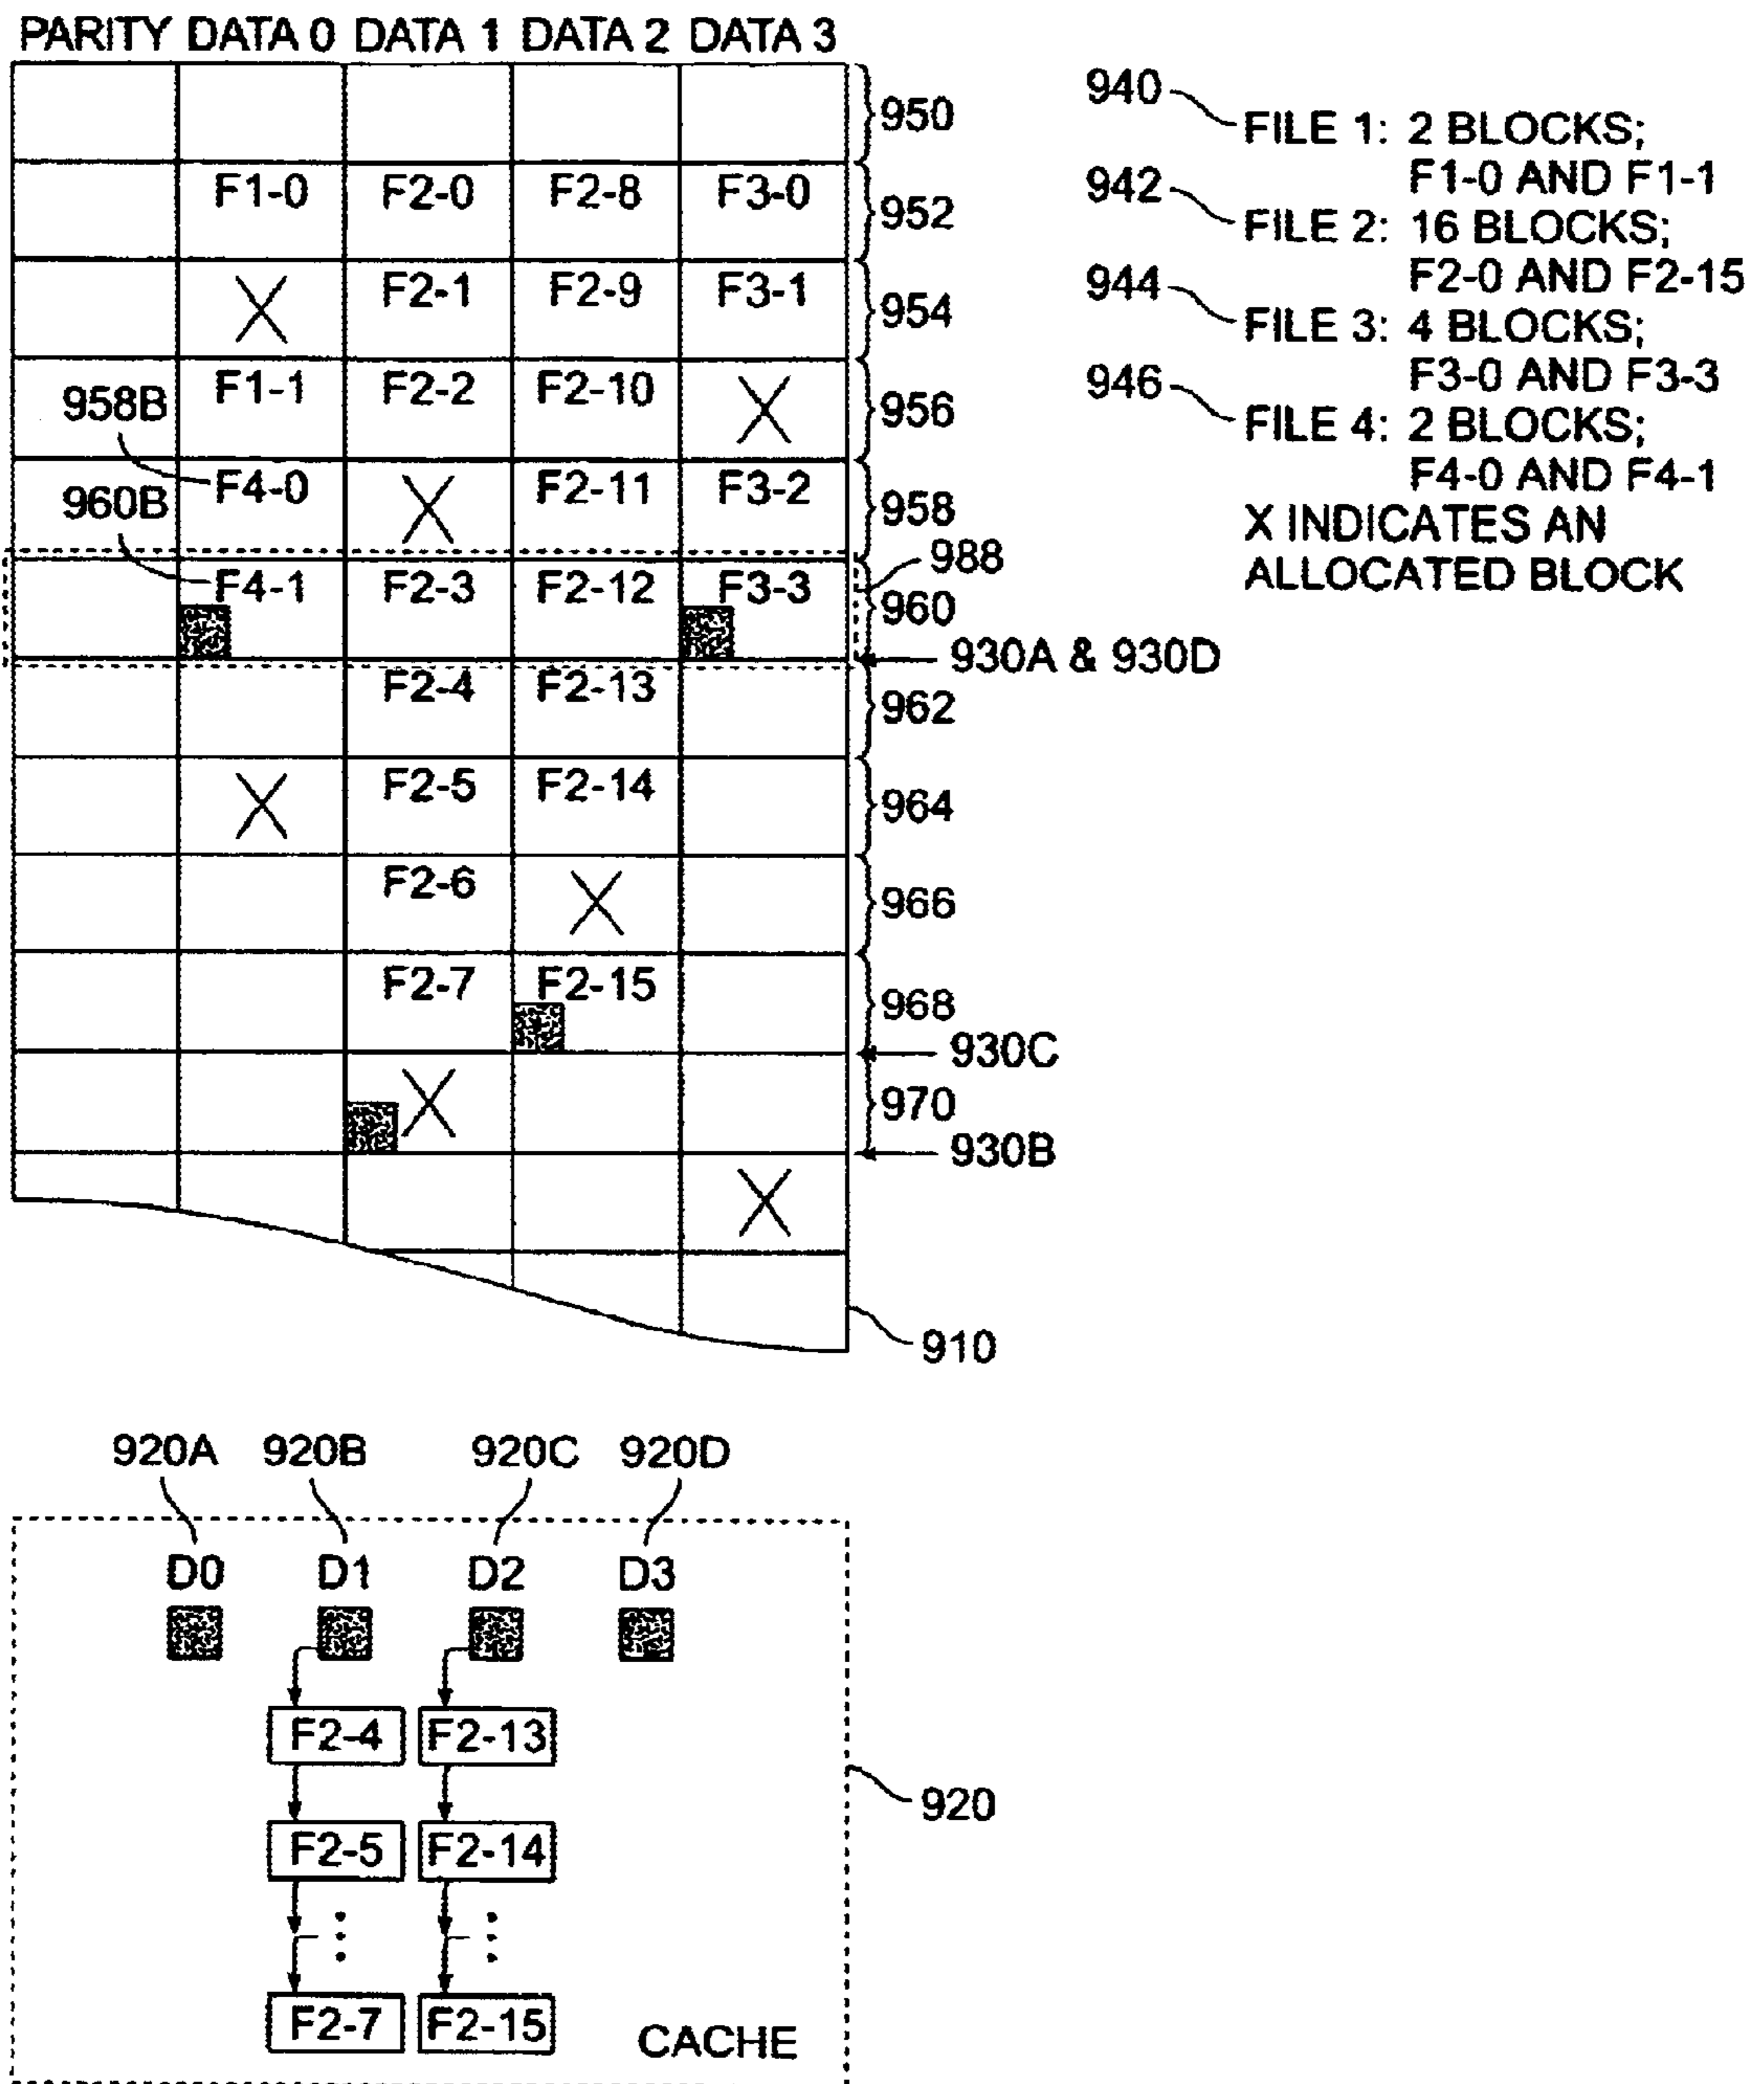 PARITY DATA 0 DATA 1 DATA 2 DATA 3
950
F1-0 F2-0 F2-8 F3-0 952
X F2-1 F2-9 F3-1 954
958B F1-1 F2-2 F2-10 X 956
960B F4-0 X F2-11 F3-2 958
988
F4-1 F2-3 F2-12 F3-3 960
930A & 930D
F2-4 F2-13 962
X F2-5 F2-14 964
F2-6 X 966
F2-7 F2-15 968
930C
X 970
930B
X
910
940
FILE 1: 2 BLOCKS;
F1-0 AND F1-1
942
FILE 2: 16 BLOCKS;
F2-0 AND F2-15
944
FILE 3: 4 BLOCKS;
F3-0 AND F3-3
946
FILE 4: 2 BLOCKS;
F4-0 AND F4-1
X INDICATES AN
ALLOCATED BLOCK
920A 920B 920C 920D
D0 D1 D2 D3
F2-4 F2-13
920
F2-5 F2-14
F2-7 F2-15
CACHE